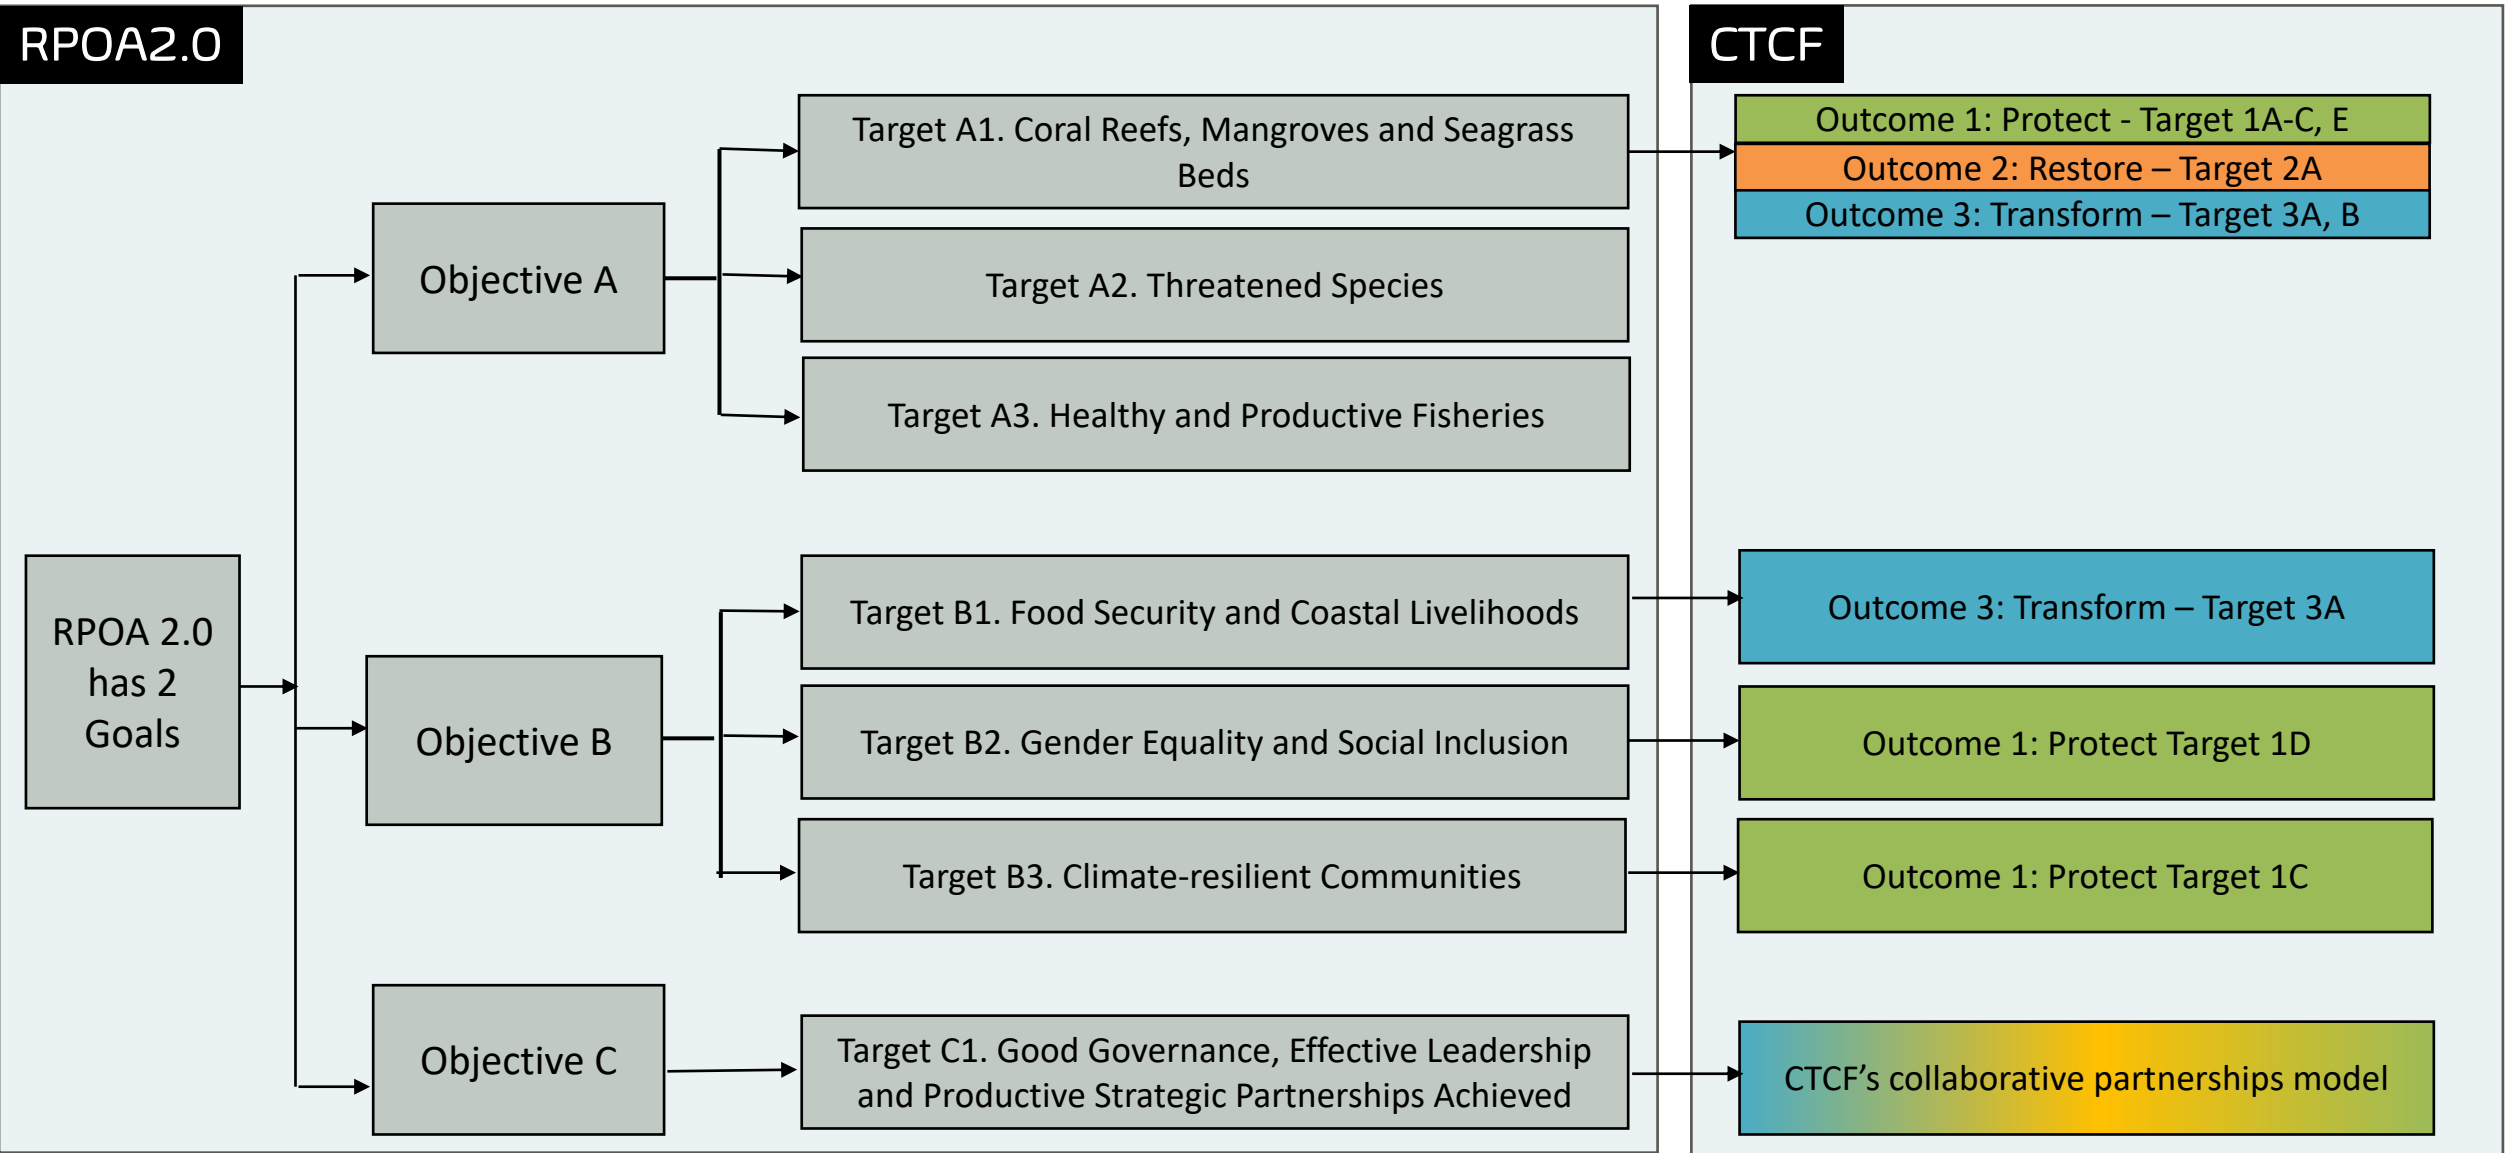 RPOA2.0
CTCF
RPOA 2.0
has 2
Goals
Objective A
Target A1. Coral Reefs, Mangroves and Seagrass
Beds
Target A2. Threatened Species
Target A3. Healthy and Productive Fisheries
Outcome 1: Protect - Target 1A-C, E
Outcome 2: Restore – Target 2A
Outcome 3: Transform – Target 3A, B
Objective B
Target B1. Food Security and Coastal Livelihoods
Outcome 3: Transform – Target 3A
Target B2. Gender Equality and Social Inclusion
Outcome 1: Protect Target 1D
Target B3. Climate-resilient Communities
Outcome 1: Protect Target 1C
Objective C
Target C1. Good Governance, Effective Leadership
and Productive Strategic Partnerships Achieved
CTCF’s collaborative partnerships model